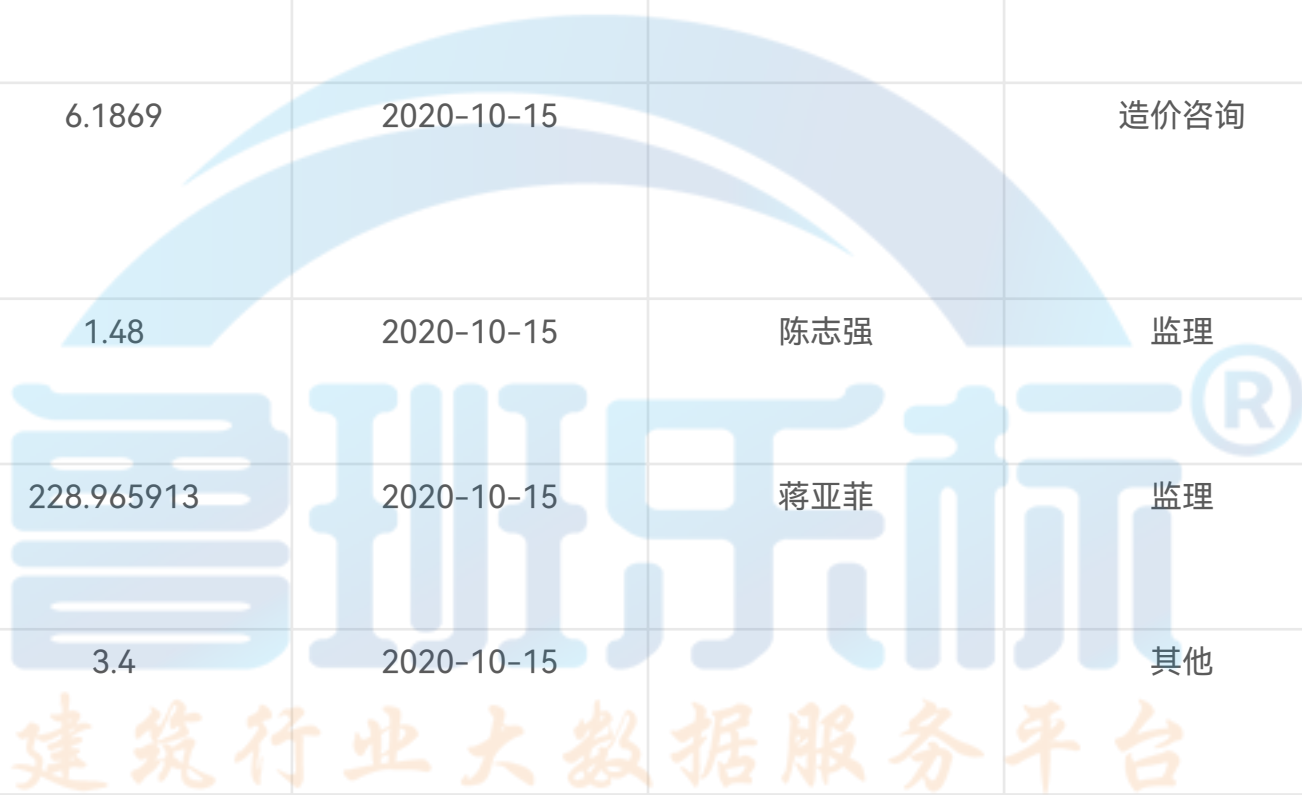 6.1869 2020-10-15 造价咨询
1.48 2020-10-15 陈志强 监理
®
鲁班乐标
228.965913 2020-10-15 蒋亚菲 监理
3.4 2020-10-15 其他
建筑行业大数据服务平台